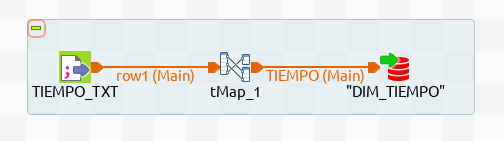 row1 (Main)
TIEMPO (Main)
TIEMPO_TXT
tMap_1
"DIM_TIEMPO"